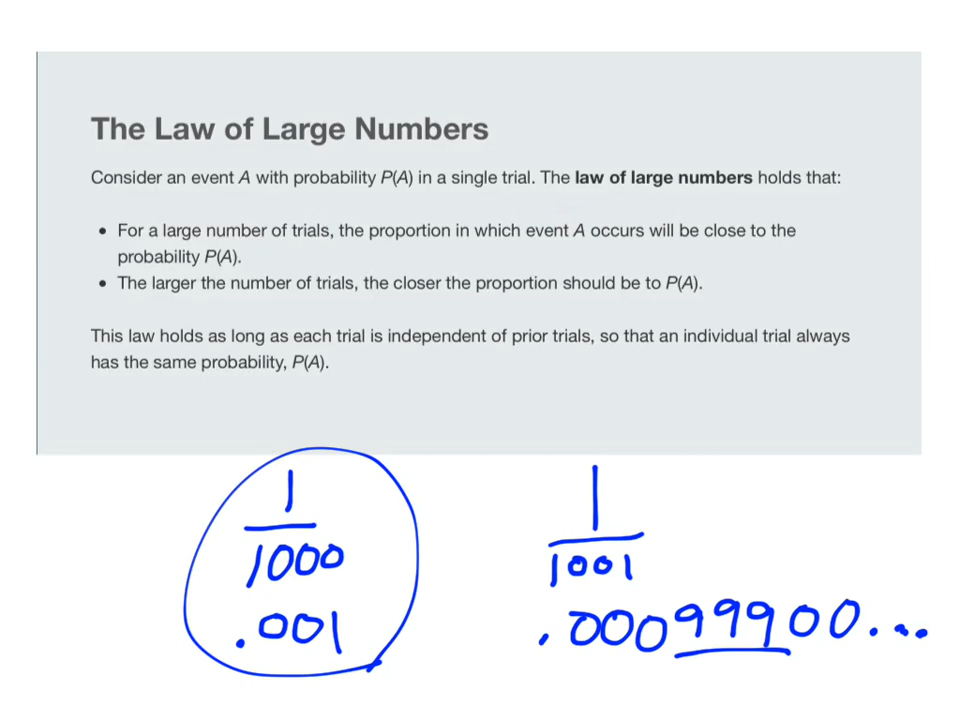 The Law of Large Numbers
Consider an event A with probability P(A) in a single trial. The law of large numbers holds that:
• For a large number of trials, the proportion in which event A occurs will be close to the
probability P(A).
• The larger the number of trials, the closer the proportion should be to P(A).
This law holds as long as each trial is independent of prior trials, so that an individual trial always
has the same probability, P(A).
1
1000
.001
1
1001
.00099900...